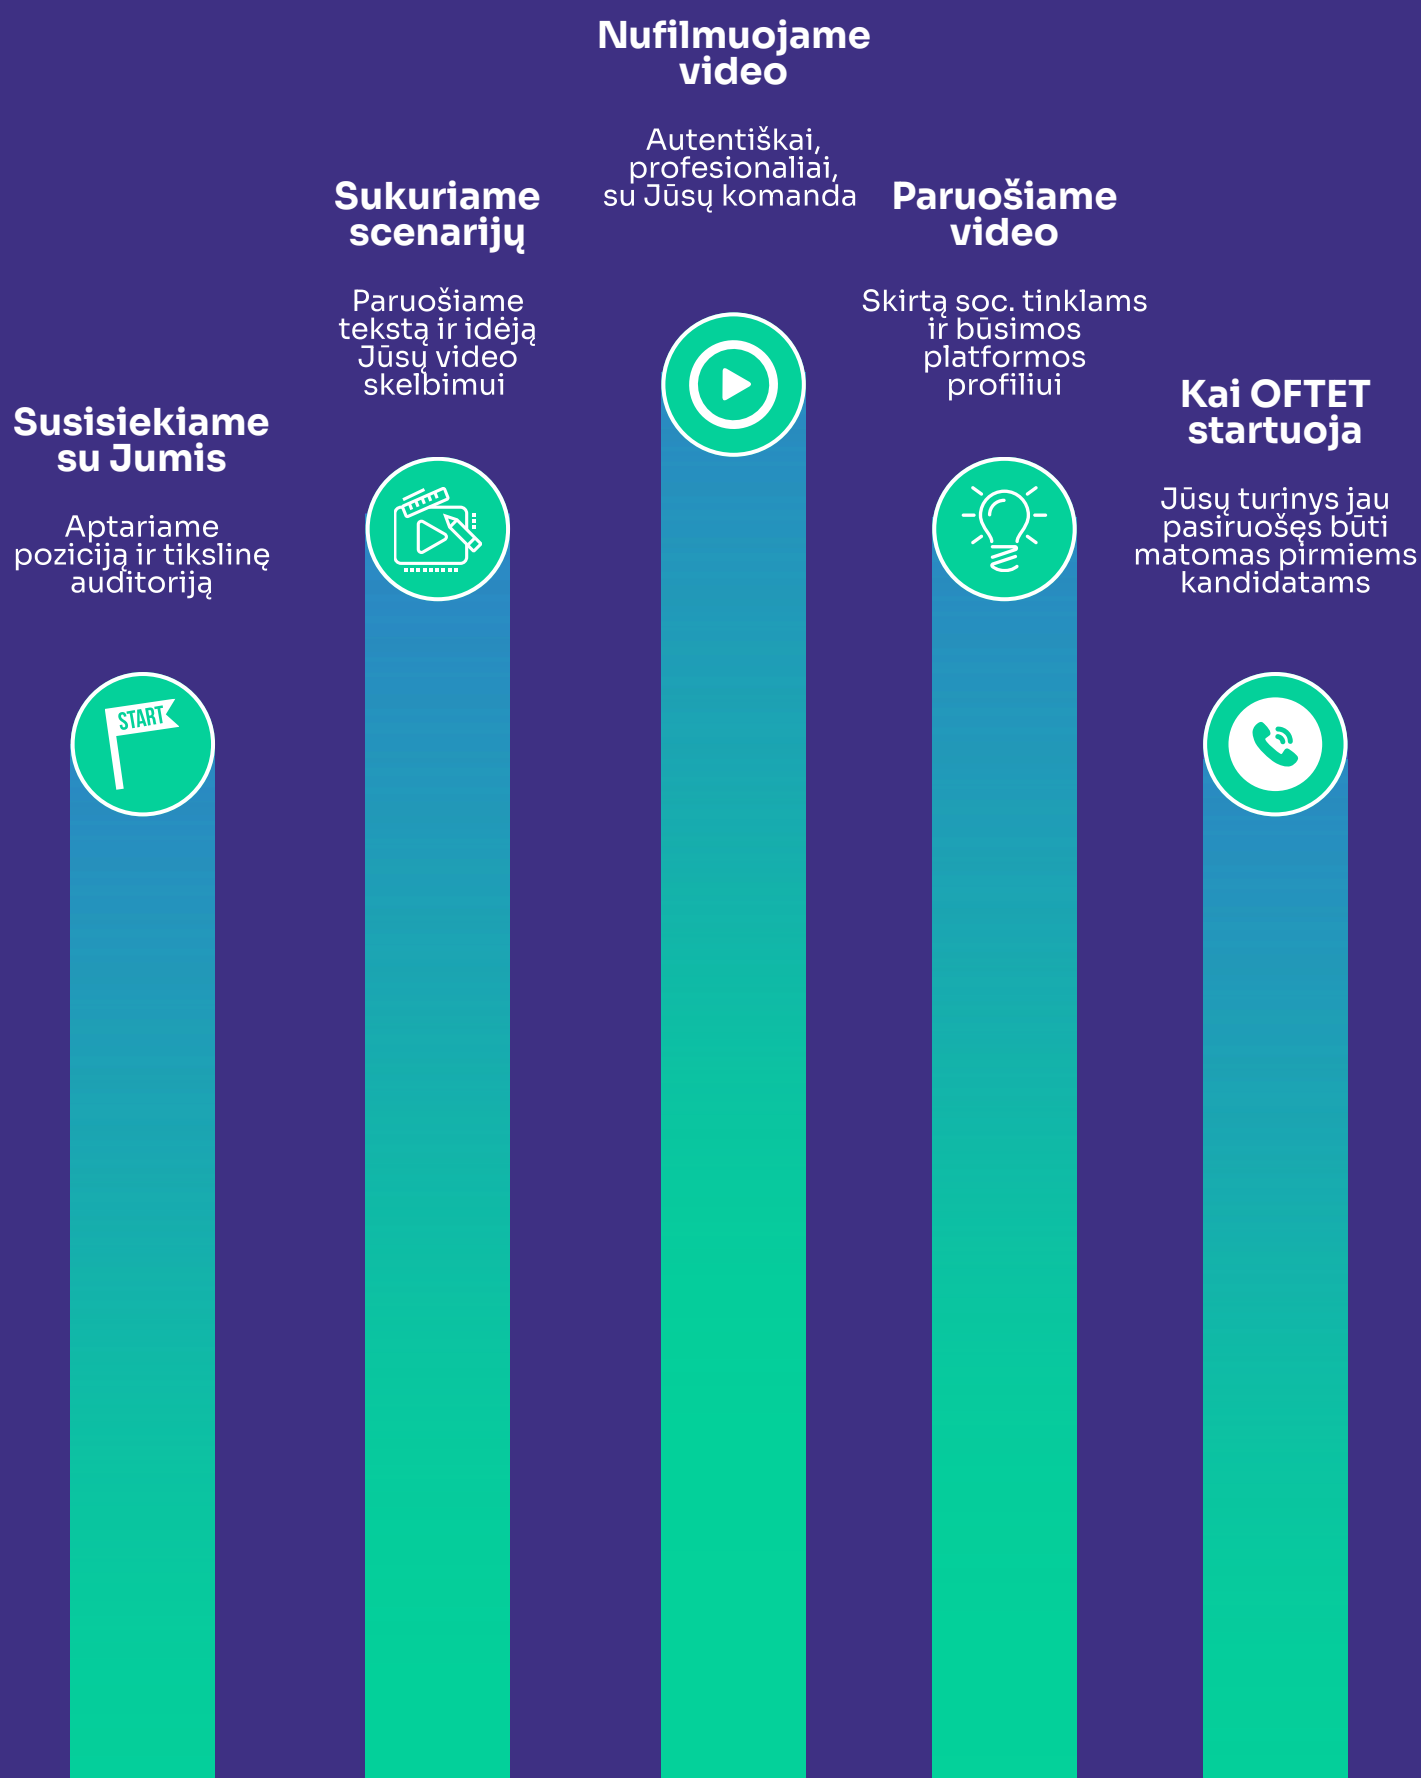 Susisiekiame
su Jumis
Aptariame
poziciją ir tikslinę
auditoriją
START
Sukuriame
scenarijų
Paruošiame
tekstą ir idėją
Jūsų video
skelbimui
Nufilmuojame
video
Autentiškai,
profesionaliai,
su Jūsų komanda
Paruošiame
video
Skirtą soc. tinklams
ir būsimos
platformos
profiliui
Kai OFTET
startuoja
Jūsų turinys jau
pasiruošęs būti
matomas pirmiems
kandidatams